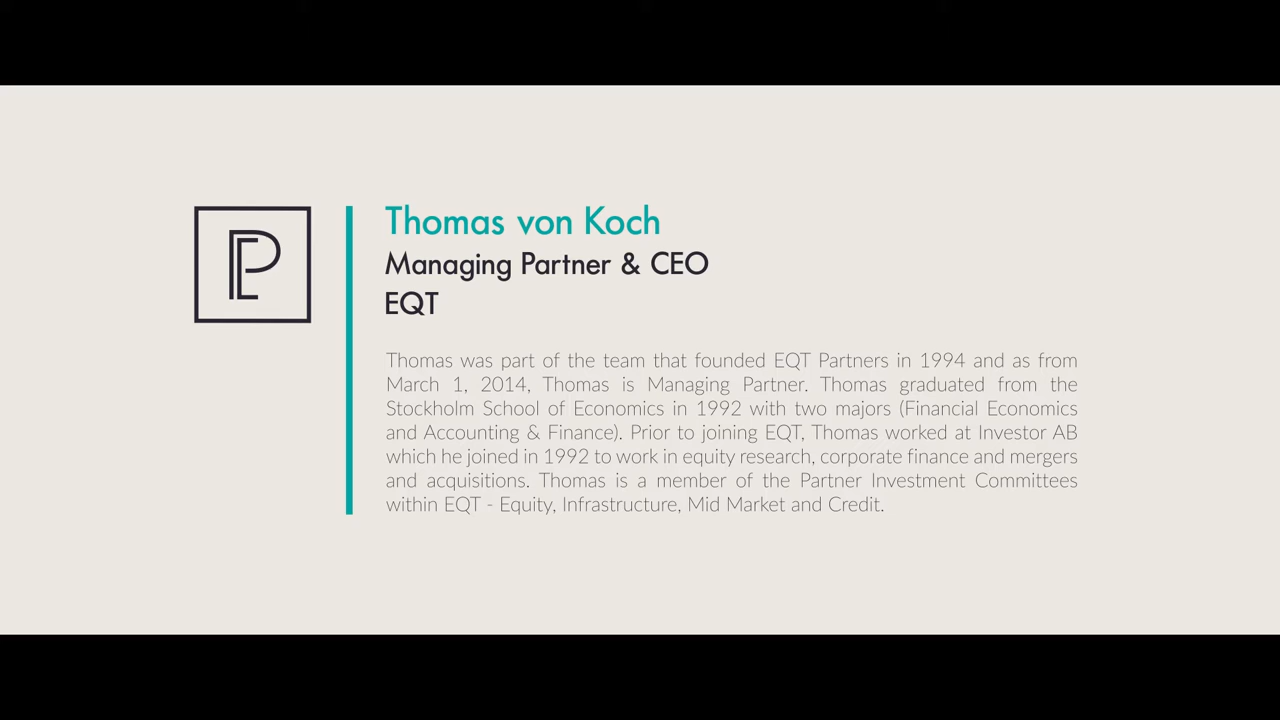 Thomas von Koch
Managing Partner & CEO
EQT
Thomas was part of the team that founded EQT Partners in 1994 and as from
March 1, 2014, Thomas is Managing Partner. Thomas graduated from the
Stockholm School of Economics in 1992 with two majors (Financial Economics
and Accounting & Finance). Prior to joining EQT, Thomas worked at Investor AB
which he joined in 1992 to work in equity research, corporate finance and mergers
and acquisitions. Thomas is a member of the Partner Investment Committees
within EQT - Equity, Infrastructure, Mid Market and Credit.